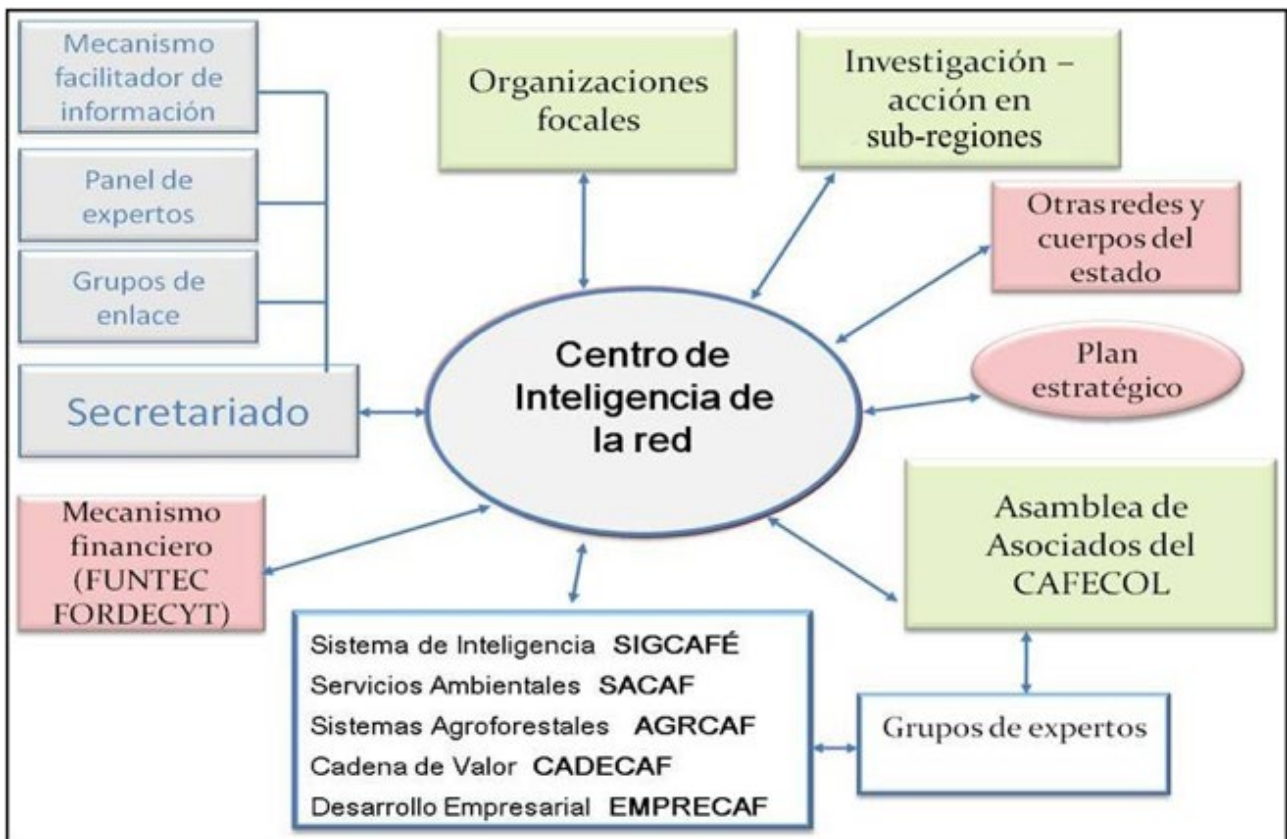 Mecanismo
facilitador de
información
Panel de
expertos
Grupos de
enlace
Secretariado
Organizaciones
focales
Investigación –
acción en
sub-regiones
Otras redes y
cuerpos del
estado
Plan
estratégico
Centro de
Inteligencia de
la red
Mecanismo
financiero
(FUNTEC
FORDECYT)
Asamblea de
Asociados del
CAFECOL
Sistema de Inteligencia SIGCAFÉ
Servicios Ambientales SACAF
Sistemas Agroforestales AGRCAF
Cadena de Valor CADECAF
Desarrollo Empresarial EMPRECAF
Grupos de expertos